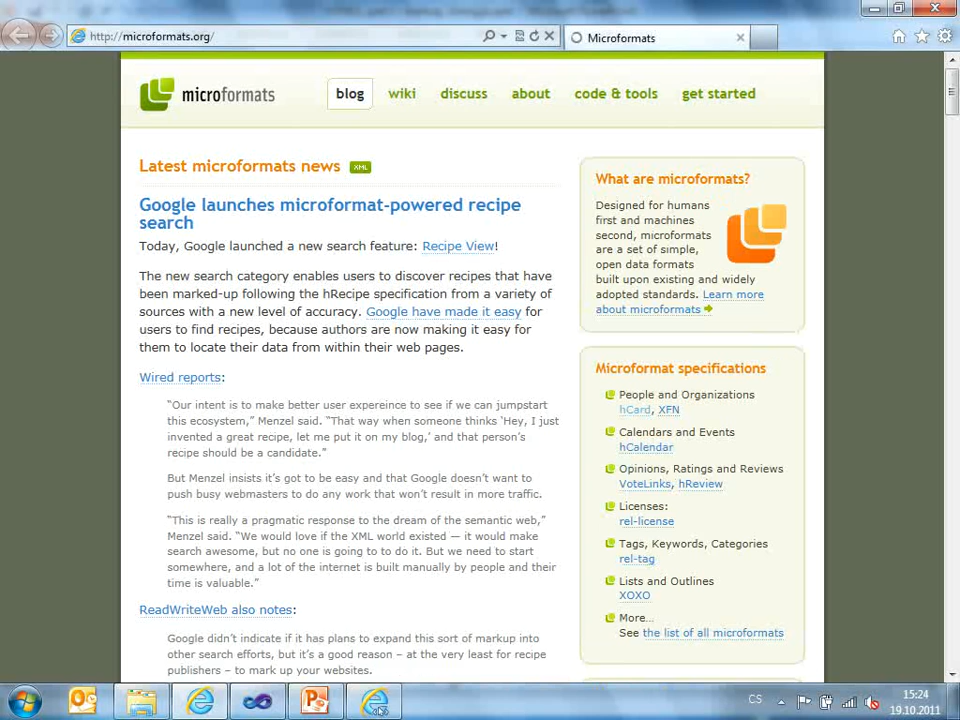 http://microformats.org/
Microformats
microformats
blog
wiki
discuss
about
code & tools
get started
Latest microformats news XML
Google launches microformat-powered recipe
search
Today, Google launched a new search feature: Recipe View!
The new search category enables users to discover recipes that have
been marked-up following the hRecipe specification from a variety of
sources with a new level of accuracy. Google have made it easy for
users to find recipes, because authors are now making it easy for
them to locate their data from within their web pages.
Wired reports:
“Our intent is to make better user expereince to see if we can jumpstart
this ecosystem,” Menzel said. “That way when someone thinks ‘Hey, I just
invented a great recipe, let me put it on my blog,’ and that person’s
recipe should be a candidate.”
But Menzel insists it’s got to be easy and that Google doesn’t want to
push busy webmasters to do any work that won’t result in more traffic.
“This is really a pragmatic response to the dream of the semantic web,”
Menzel said. “We would love if the XML world existed — it would make
search awesome, but no one is going to to do it. But we need to start
somewhere, and a lot of the internet is built manually by people and their
time is valuable.”
ReadWriteWeb also notes:
Google didn’t indicate if it has plans to expand this sort of markup into
other search efforts, but it’s a good reason – at the very least for recipe
publishers – to mark up your websites.
What are microformats?
Designed for humans
first and machines
second, microformats
are a set of simple,
open data formats
built upon existing and widely
adopted standards. Learn more
about microformats
Microformat specifications
People and Organizations
hCard, XFN
Calendars and Events
hCalendar
Opinions, Ratings and Reviews
VoteLinks, hReview
Licenses:
rel-license
Tags, Keywords, Categories
rel-tag
Lists and Outlines
XOXO
More...
See the list of all microformats
CS
15:24
19.10.2011